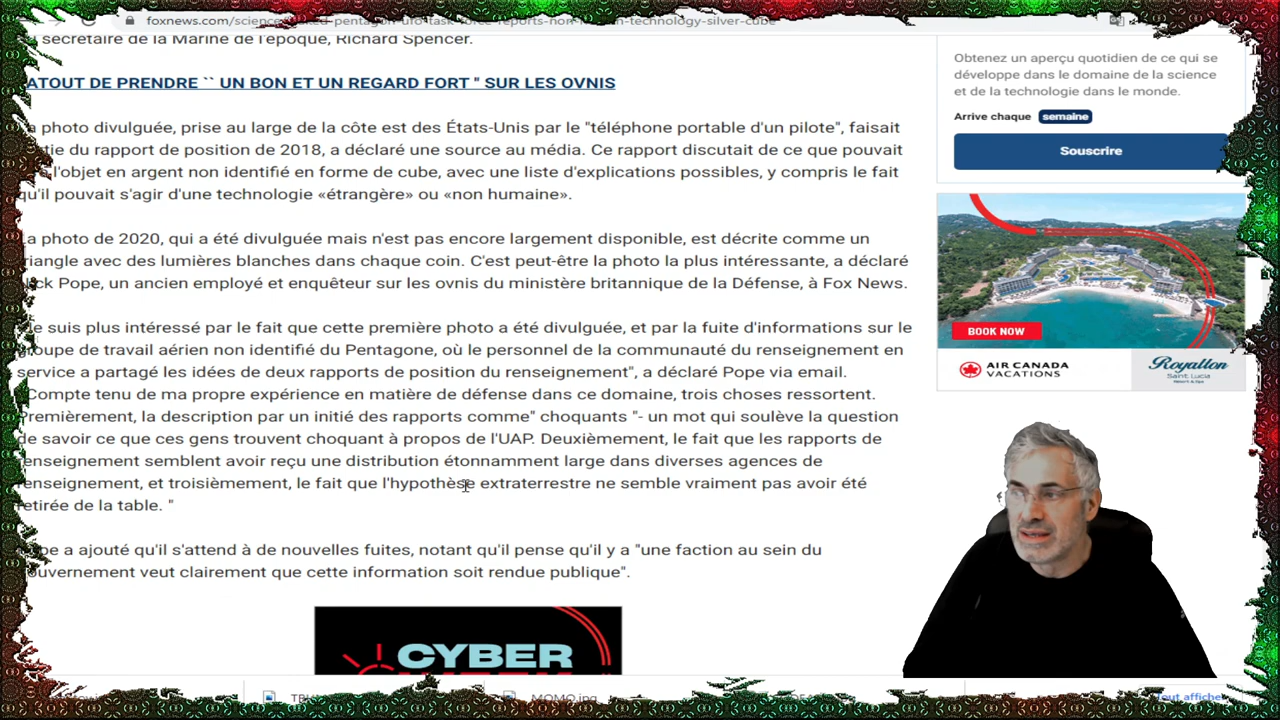 foxnews.com/science/
secrétaire de la Marine de l'époque, Richard Spencer.
ATOUT DE PRENDRE `` UN BON ET UN REGARD FORT " SUR LES OVNIS
a photo divulguée, prise au large de la côte est des États-Unis par le "téléphone portable d'un pilote", faisait
tie du rapport de position de 2018, a déclaré une source au média. Ce rapport discutait de ce que pouvait
l'objet en argent non identifié en forme de cube, avec une liste d'explications possibles, y compris le fait
qu'il pouvait s'agir d'une technologie «étrangère» ou «non humaine».
a photo de 2020, qui a été divulguée mais n'est pas encore largement disponible, est décrite comme un
triangle avec des lumières blanches dans chaque coin. C'est peut-être la photo la plus intéressante, a déclaré
ick Pope, un ancien employé et enquêteur sur les ovnis du ministère britannique de la Défense, à Fox News.
e suis plus intéressé par le fait que cette première photo a été divulguée, et par la fuite d'informations sur le
groupe de travail aérien non identifié du Pentagone, où le personnel de la communauté du renseignement en
service a partagé les idées de deux rapports de position du renseignement", a déclaré Pope via email.
Compte tenu de ma propre expérience en matière de défense dans ce domaine, trois choses ressortent.
Premièrement, la description par un initié des rapports comme" choquants "- un mot qui soulève la question
de savoir ce que ces gens trouvent choquant à propos de l'UAP. Deuxièmement, le fait que les rapports de
renseignement semblent avoir reçu une distribution étonnamment large dans diverses agences de
renseignement, et troisièmement, le fait que l'hypothèse extraterrestre ne semble vraiment pas avoir été
retirée de la table. "
pe a ajouté qu'il s'attend à de nouvelles fuites, notant qu'il pense qu'il y a "une faction au sein du
ouvernement veut clairement que cette information soit rendue publique".
CYBER
Obtenez un aperçu quotidien de ce qui se
développe dans le domaine de la science
et de la technologie dans le monde.
Arrive chaque semaine
Souscrire
BOOK NOW
AIR CANADA
VACATIONS
Royalton
Saint Lucia
MOMO.jpg
tout affiche